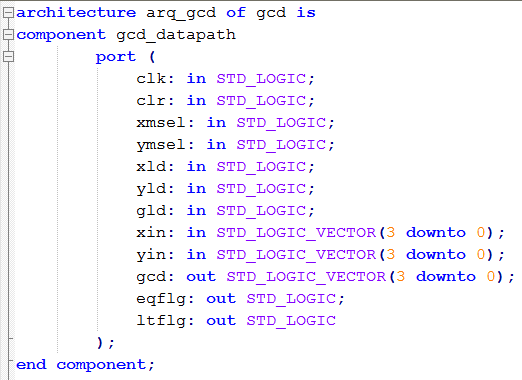 architecture arq_gcd of gcd is
component gcd_datapath
port (
clk: in STD_LOGIC;
clr: in STD_LOGIC;
xmsel: in STD_LOGIC;
ymsel: in STD_LOGIC;
xld: in STD_LOGIC;
yld: in STD_LOGIC;
gld: in STD_LOGIC;
xin: in STD_LOGIC_VECTOR(3 downto 0);
yin: in STD_LOGIC_VECTOR(3 downto 0);
gcd: out STD_LOGIC_VECTOR(3 downto 0);
eqflg: out STD_LOGIC;
ltflg: out STD_LOGIC
);
end component;